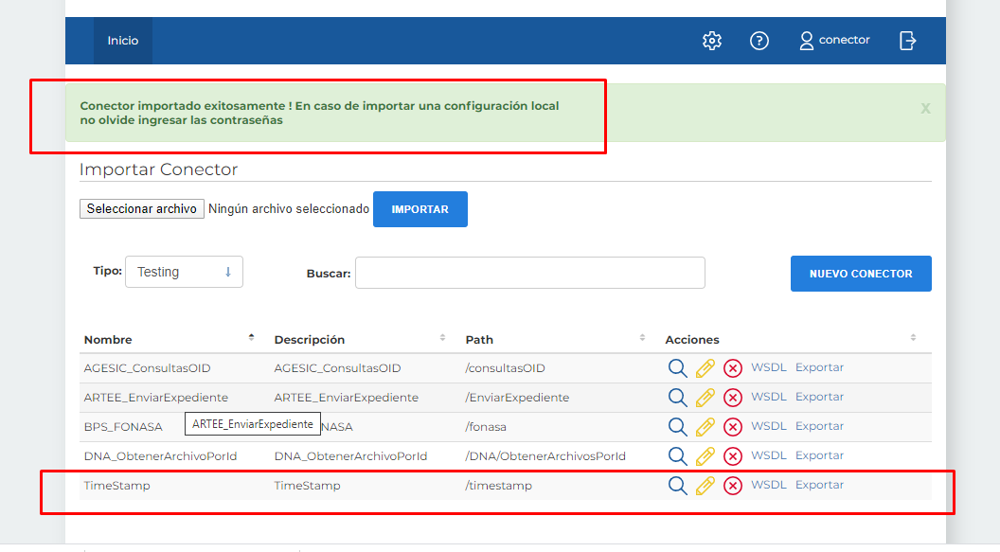 Inicio
conector
Conector importado exitosamente ! En caso de importar una configuración local
no olvide ingresar las contraseñas
x
Importar Conector
Seleccionar archivo Ningún archivo seleccionado IMPORTAR
Tipo: Testing Buscar: NUEVO CONECTOR
Nombre Descripción Path Acciones
AGESIC_ConsultasOID AGESIC_ConsultasOID /consultasOID WSDL Exportar
ARTEE_EnviarExpediente ARTEE_EnviarExpediente /EnviarExpediente WSDL Exportar
BPS_FONASA ARTEE_EnviarExpediente NASA /fonasa WSDL Exportar
DNA_ObtenerArchivoPorId DNA_ObtenerArchivoPorId /DNA/ObtenerArchivosPorId WSDL Exportar
TimeStamp TimeStamp /timestamp WSDL Exportar